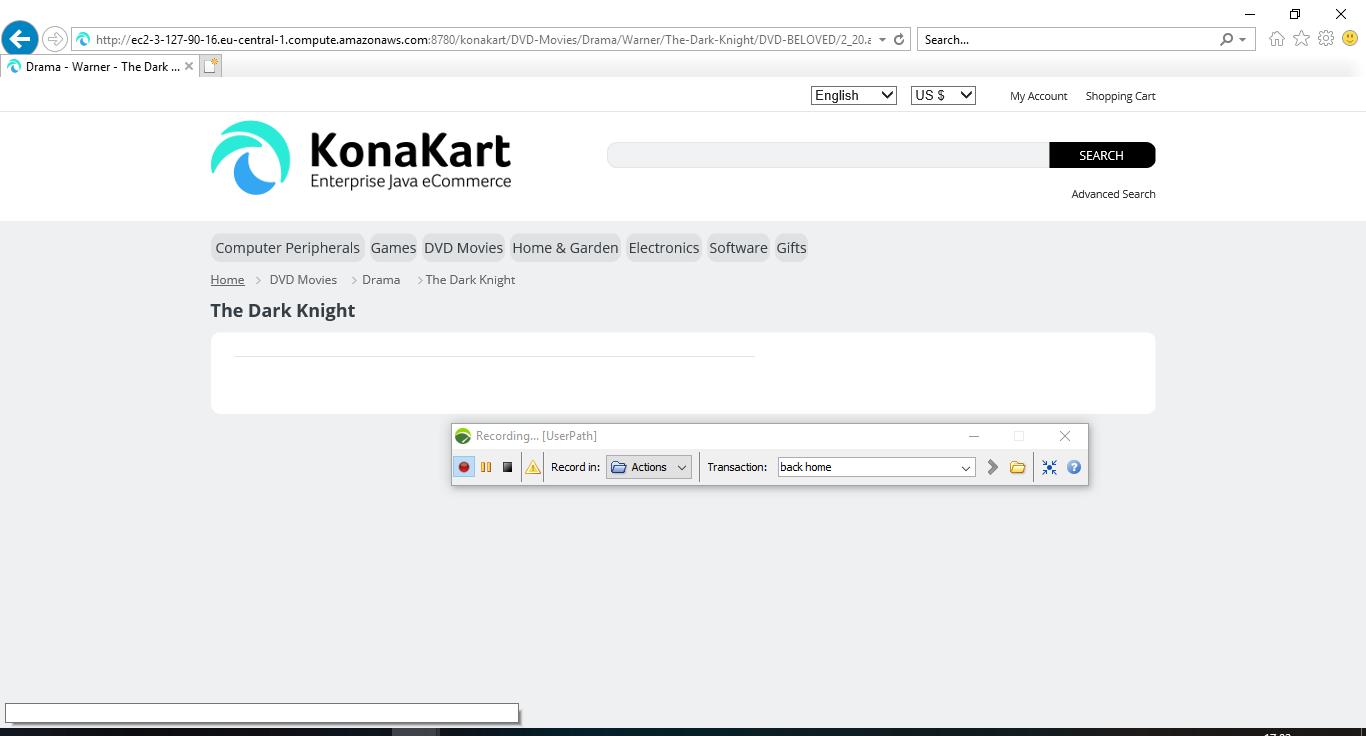 http://ec2-3-127-90-16.eu-central-1.compute.amazonaws.com:8780/konakart/DVD-Movies/Drama/Warner/The-Dark-Knight/DVD-BELOVED/2_20.a
Search...
Drama - Warner - The Dark ...
English
US $
My Account
Shopping Cart
KonaKart
Enterprise Java eCommerce
SEARCH
Advanced Search
Computer Peripherals
Games
DVD Movies
Home & Garden
Electronics
Software
Gifts
Home > DVD Movies > Drama > The Dark Knight
The Dark Knight
Recording... [UserPath]
Record in:
Actions
Transaction:
back home